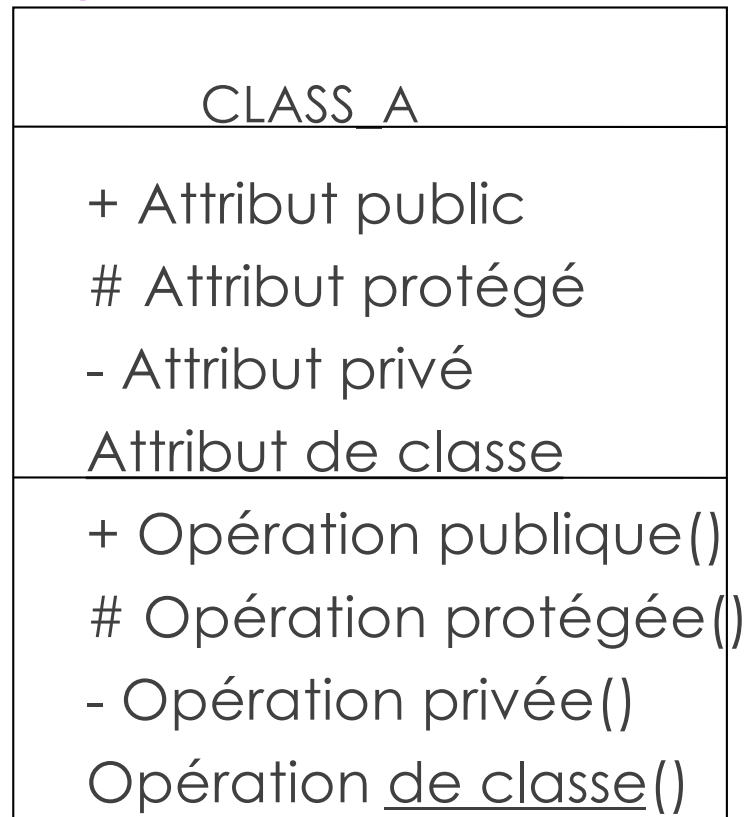 CLASS_A
+ Attribut public
# Attribut protégé
- Attribut privé
Attribut de classe
+ Opération publique()
# Opération protégée()
- Opération privée()
Opération de classe()